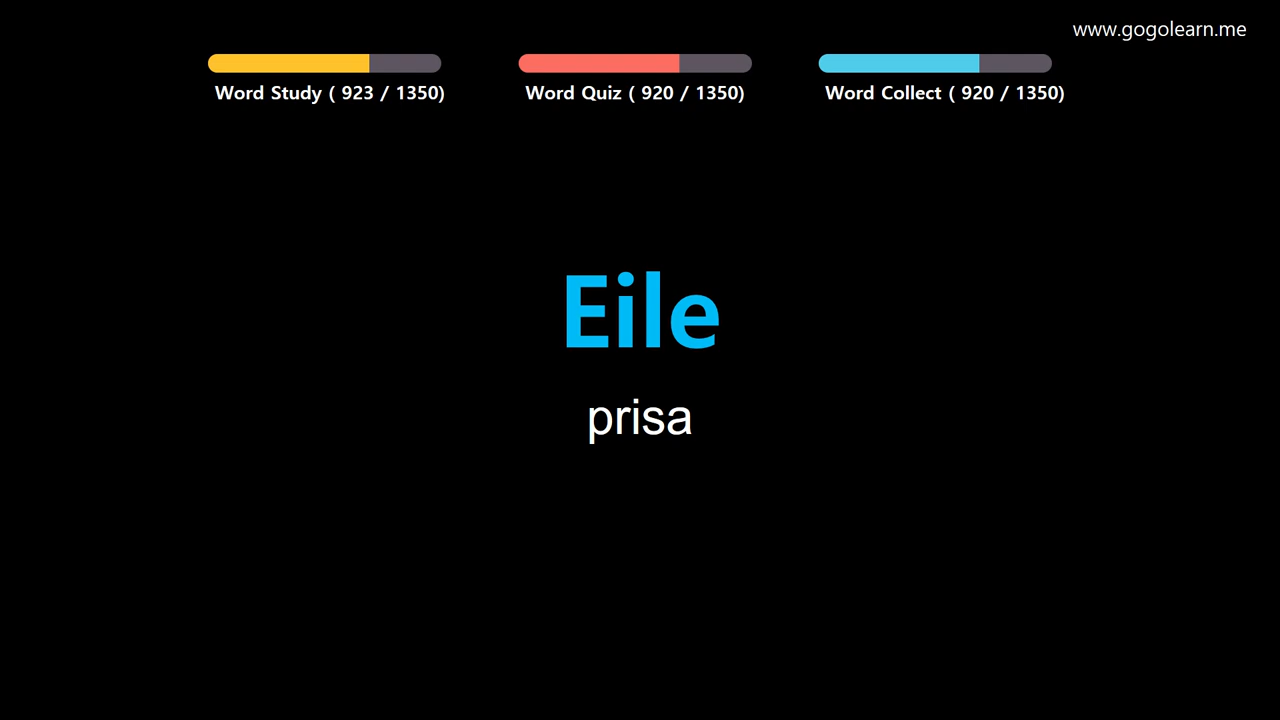 www.gogolearn.me
Word Study ( 923 / 1350)
Word Quiz ( 920 / 1350)
Word Collect ( 920 / 1350)
Eile
prisa